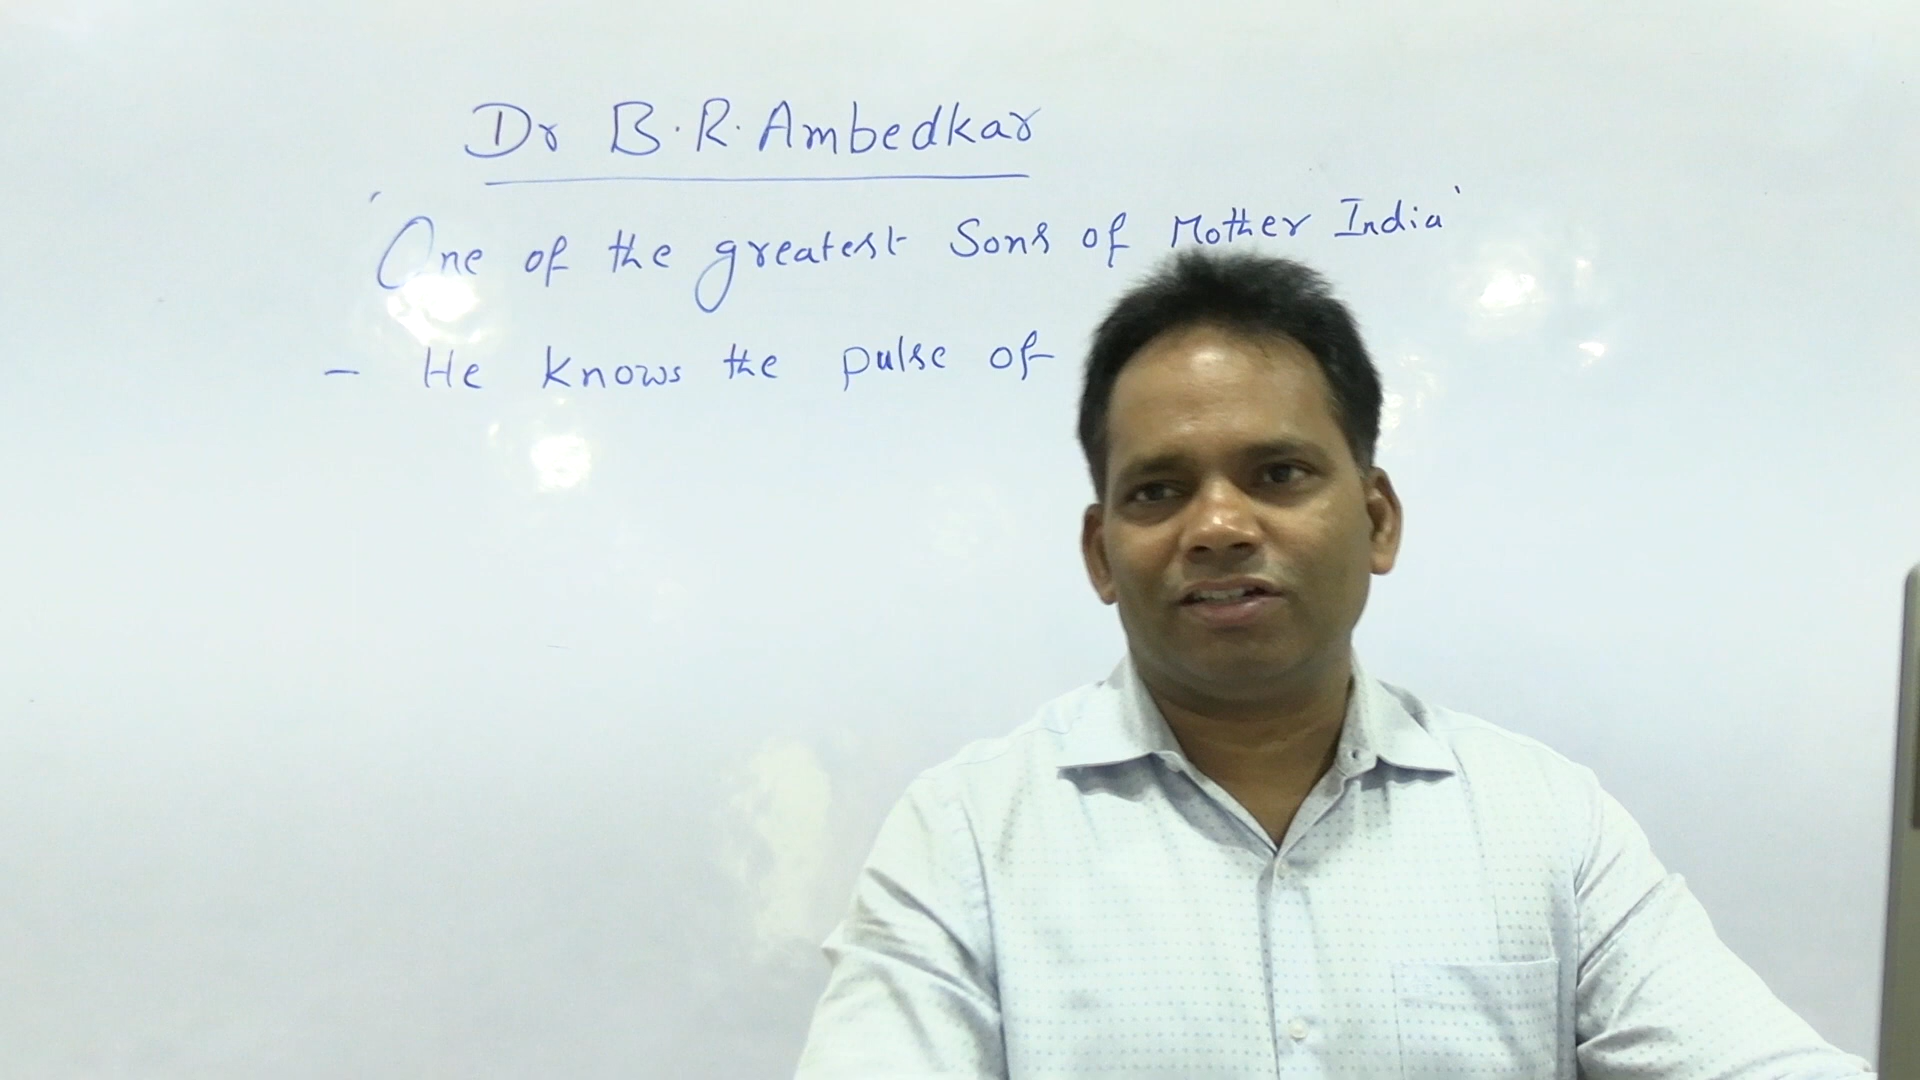 Dr B.R. Ambedkar
'One of the greatest Sons of Mother India'
- He knows the pulse of